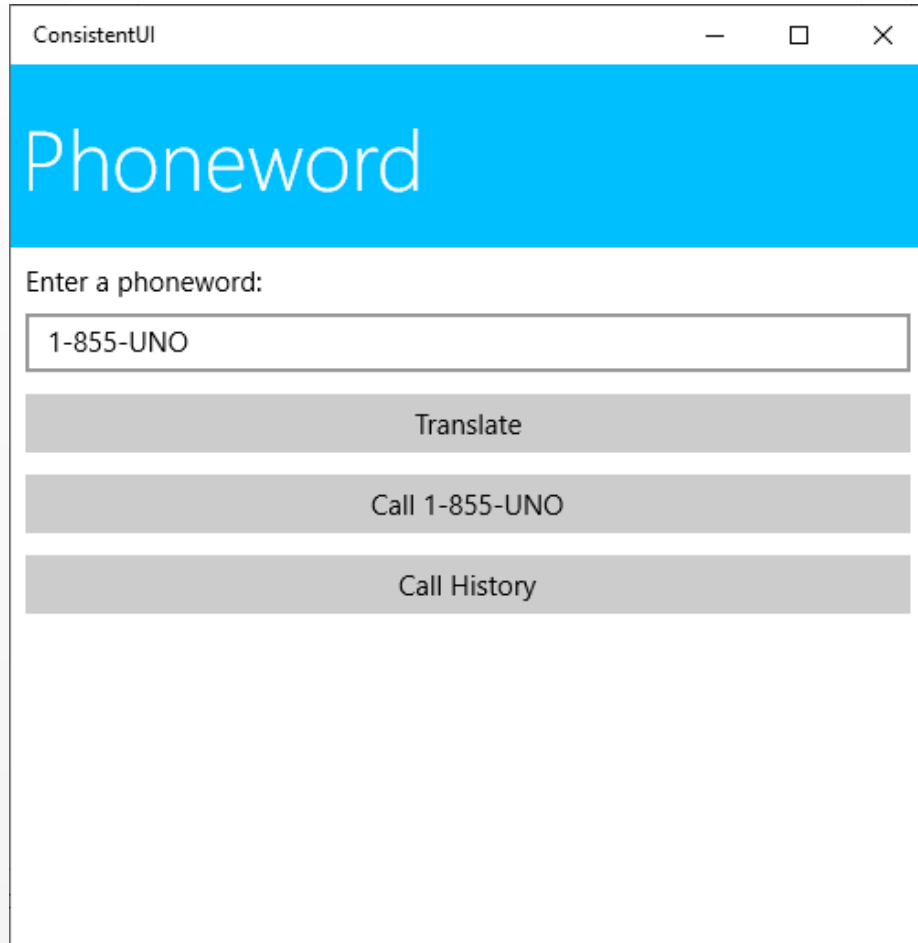 ConsistentUI
Phoneword
Enter a phoneword:
1-855-UNO
Translate
Call 1-855-UNO
Call History